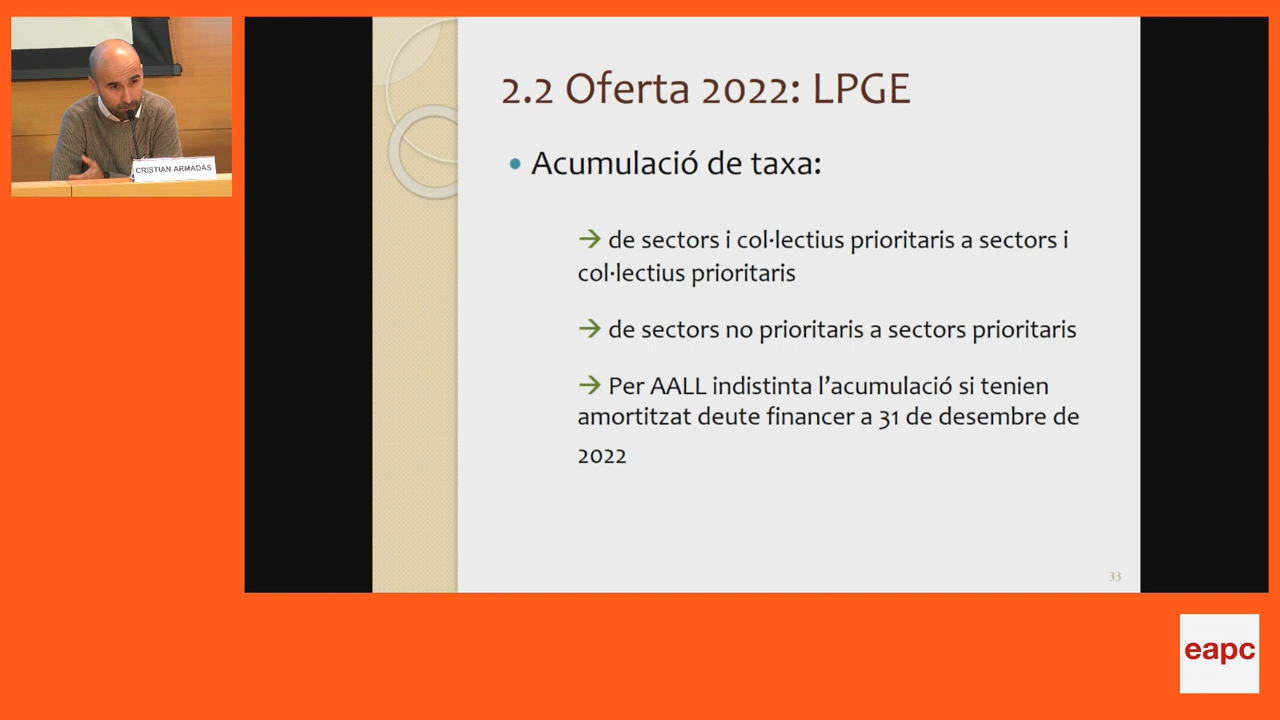 CRISTIAN ARMADÀS
2.2 Oferta 2022: LPGE
• Acumulació de taxa:
→ de sectors i col·lectius prioritaris a sectors i
col·lectius prioritaris
→ de sectors no prioritaris a sectors prioritaris
→ Per AALL indistinta l’acumulació si tenien
amortitzat deute financer a 31 de desembre de
2022
33
eapc